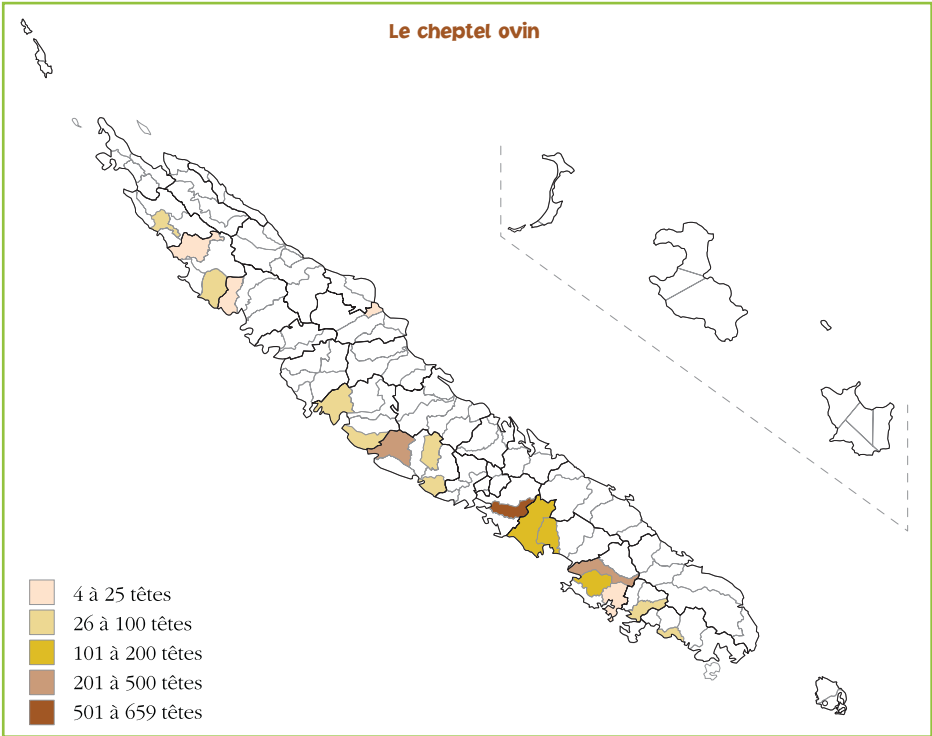 Le cheptel ovin
4 à 25 têtes
26 à 100 têtes
101 à 200 têtes
201 à 500 têtes
501 à 659 têtes